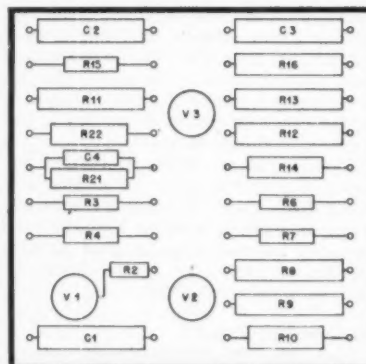 C2 C3
R15 R16
R11 R13
V3
R22 R12
C4
R21 R14
R3 R6
R4 R7
R2 R8
V1 V2
R9
C1 R10